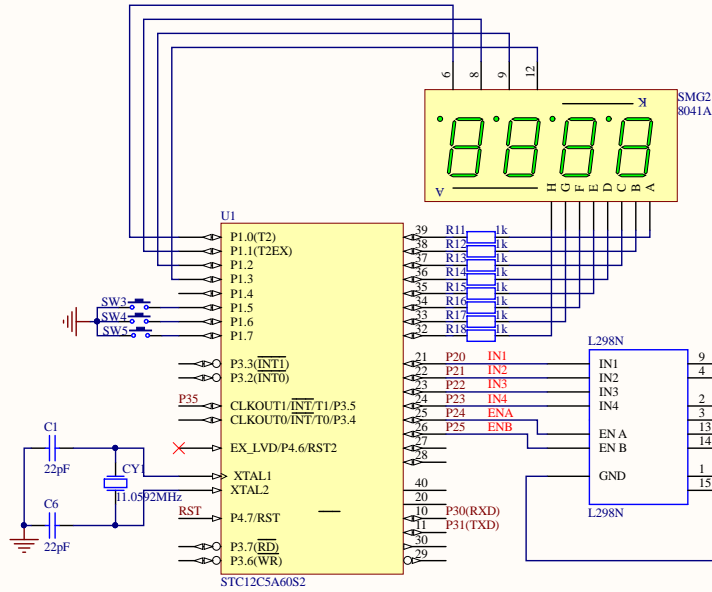 6 8 9 12
K
SMG2
8041A
A
H G F E D C B A
U1
P1.0(T2) 39 R11 1k
P1.1(T2EX) 38 R12 1k
P1.2 37 R13 1k
P1.3 36 R14 1k
P1.4 35 R15 1k
SW3 P1.5 34 R16 1k
SW4 P1.6 33 R17 1k
SW5 P1.7 32 R18 1k
L298N
P3.3(INT1) 21 P20 IN1 IN1 9
P3.2(INT0) 22 P21 IN2 IN2 4
23 P22 IN3 IN3
P35 CLKOUT1/INT/T1/P3.5 24 P23 IN4 IN4 2
CLKOUT0/INT/T0/P3.4 25 P24 ENA 3
26 P25 ENB EN A 13
C1 EX_LVD/P4.6/RST2 27 EN B 14
28
22pF CY1 XTAL1 GND 1
11.0592MHz XTAL2 40 15
C6 20
RST P4.7/RST 10 P30(RXD) L298N
11 P31(TXD)
22pF P3.7(RD) 30
P3.6(WR) 29
STC12C5A60S2